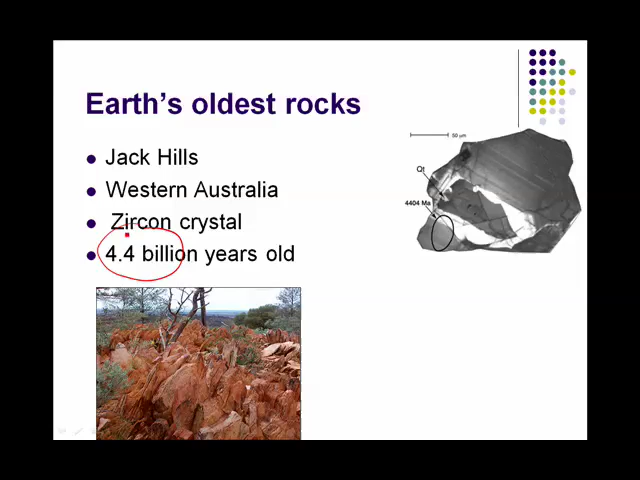 Earth's oldest rocks
Jack Hills
Western Australia
Zircon crystal
4.4 billion years old
50 µm
Qt
4404 Ma